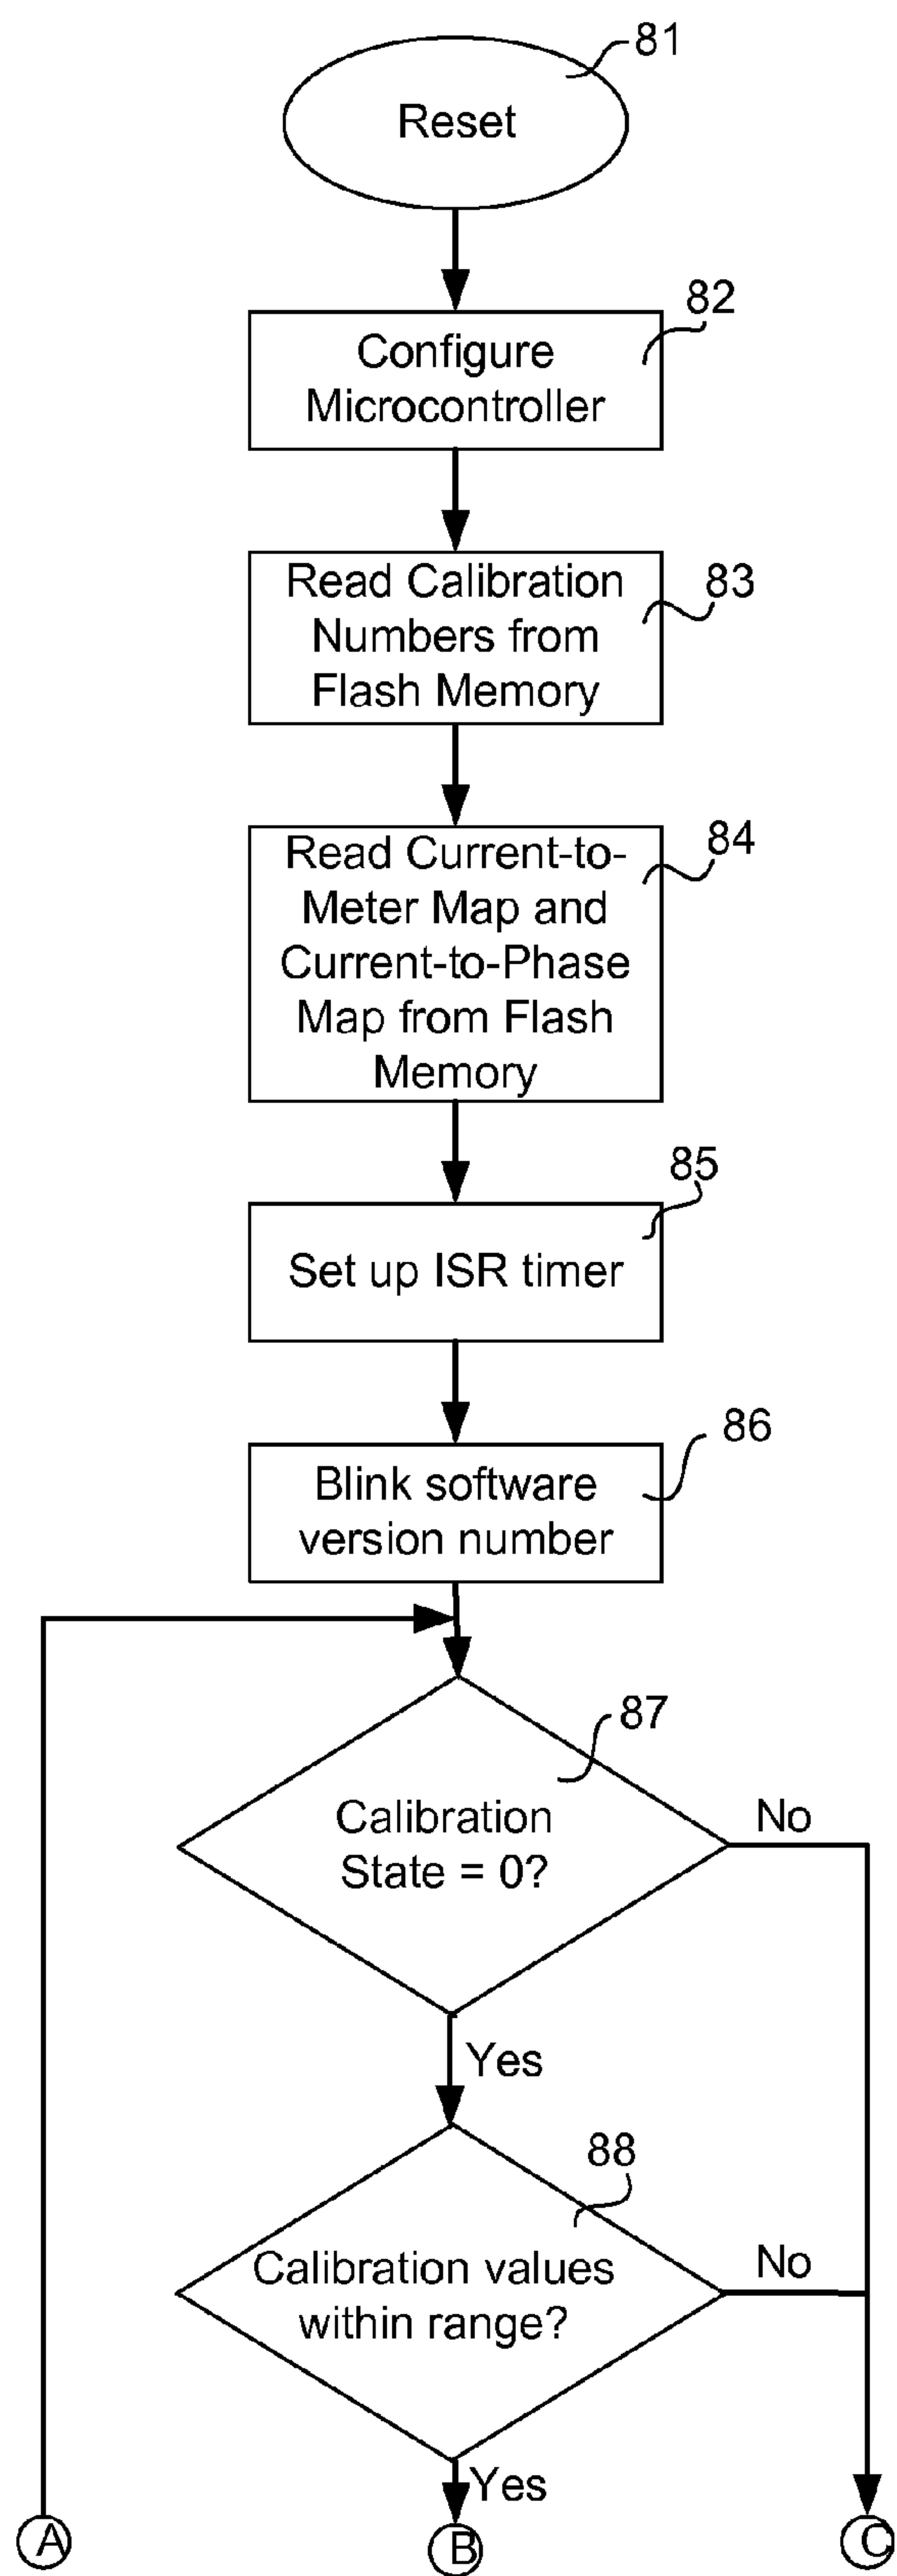 81
Reset
82
Configure
Microcontroller
83
Read Calibration
Numbers from
Flash Memory
84
Read Current-to-
Meter Map and
Current-to-Phase
Map from Flash
Memory
85
Set up ISR timer
86
Blink software
version number
87
Calibration
State = 0?
No
Yes
88
Calibration values
within range?
No
Yes
A
B
C